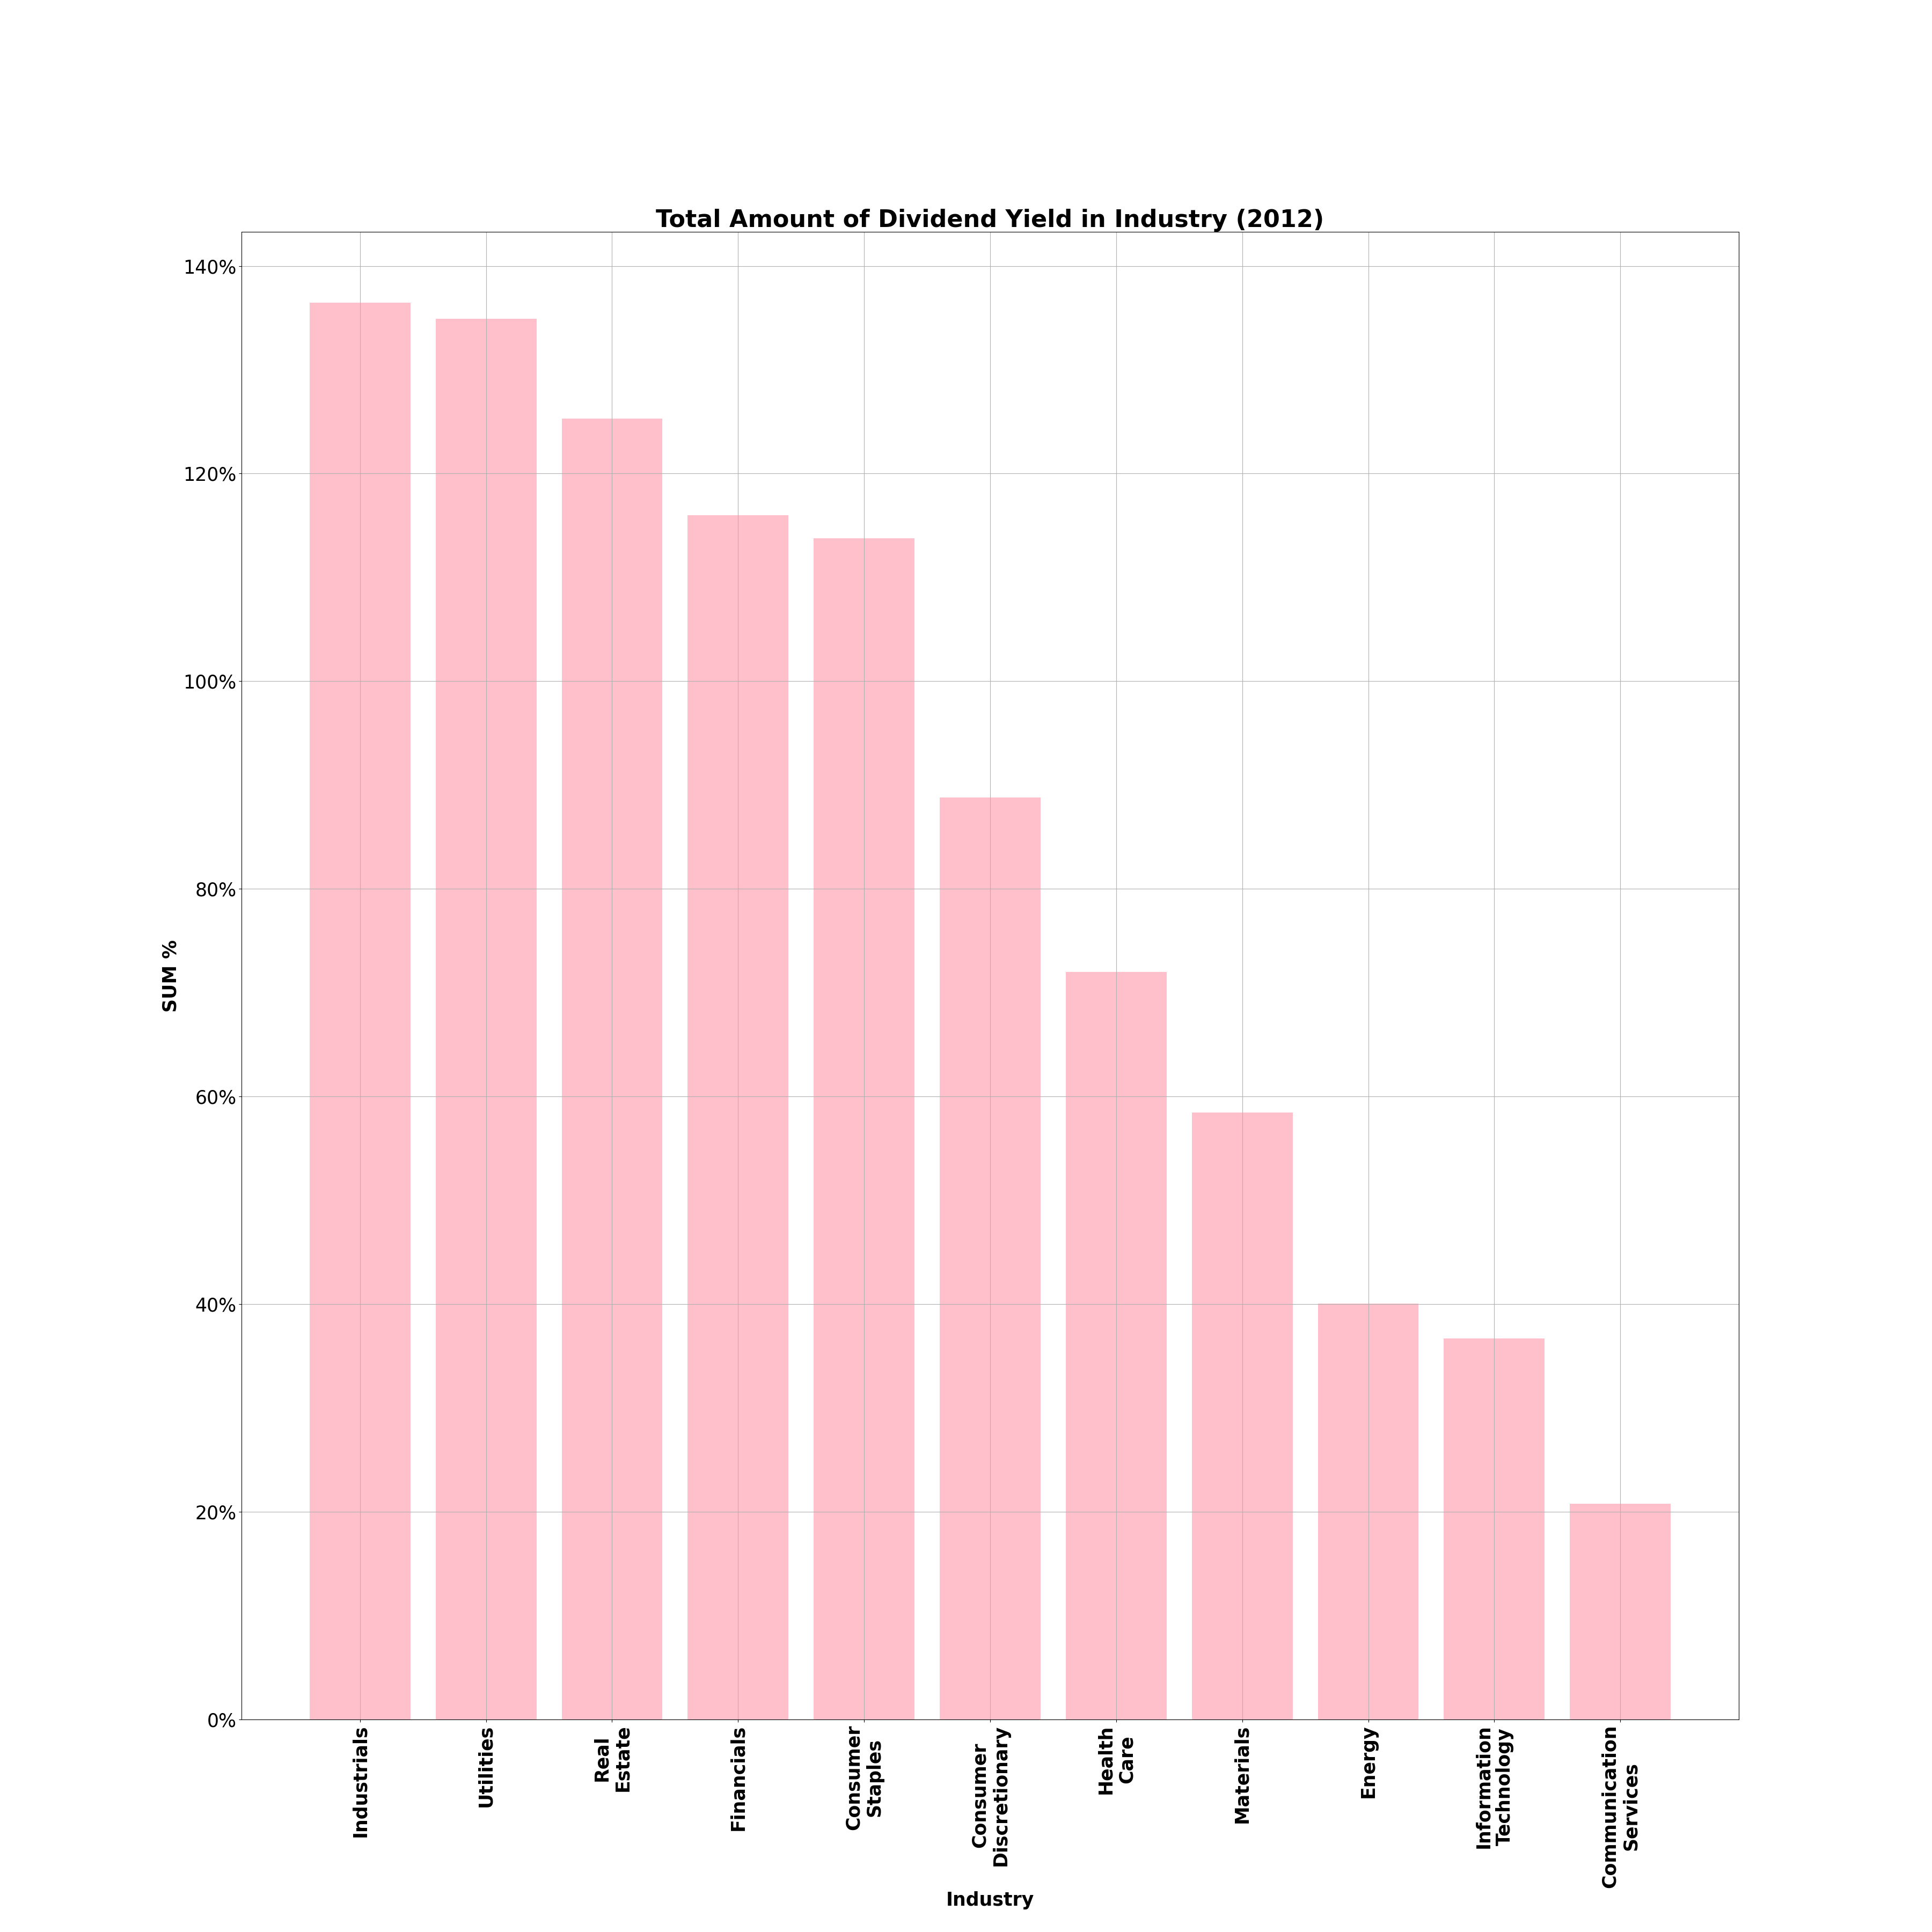 Total Amount of Dividend Yield in Industry (2012)
140%
120%
100%
80%
60%
40%
20%
0%
SUM %
Industrials
Utilities
Real
Estate
Financials
Consumer
Staples
Consumer
Discretionary
Health
Care
Materials
Energy
Information
Technology
Communication
Services
Industry